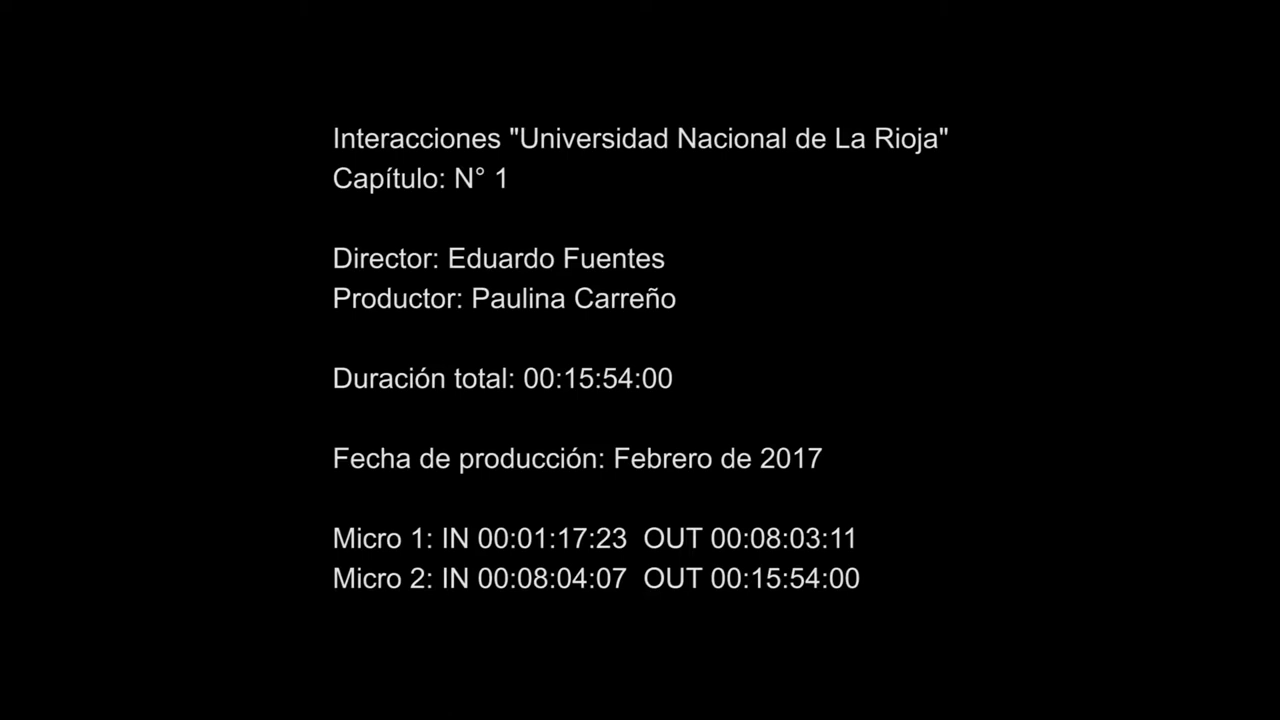 Interacciones "Universidad Nacional de La Rioja"
Capítulo: N° 1
Director: Eduardo Fuentes
Productor: Paulina Carreño
Duración total: 00:15:54:00
Fecha de producción: Febrero de 2017
Micro 1: IN 00:01:17:23  OUT 00:08:03:11
Micro 2: IN 00:08:04:07  OUT 00:15:54:00